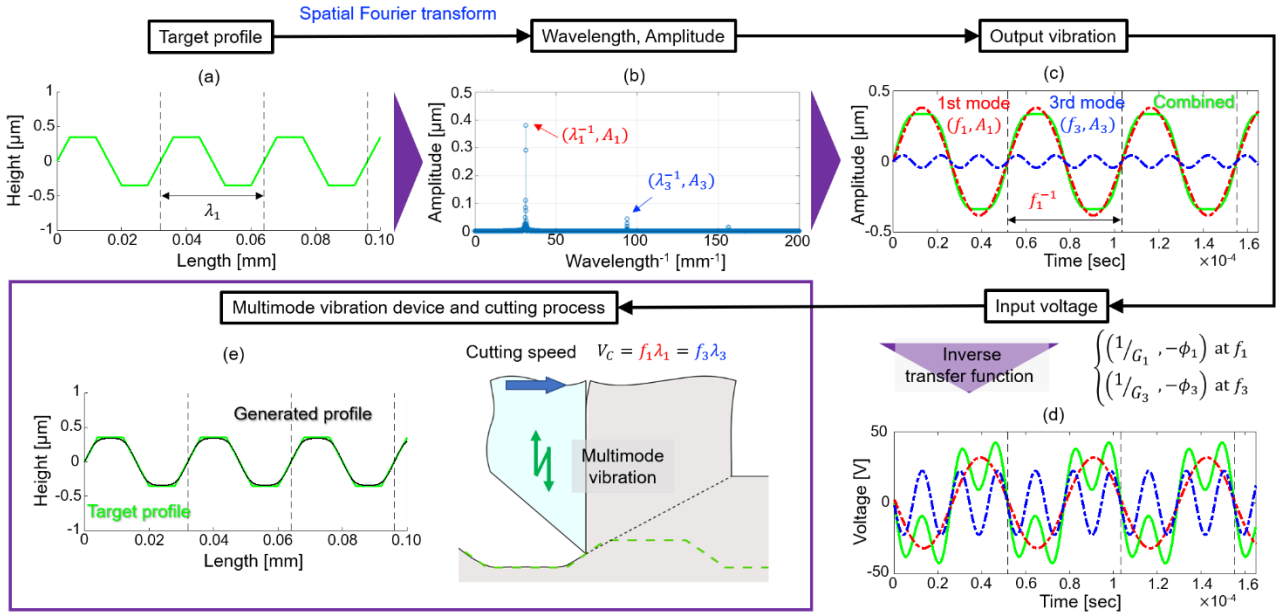 Spatial Fourier transform
Target profile
Wavelength, Amplitude
Output vibration
(a)
Height [μm]
1
0.5
0
-0.5
-1
λ₁
0 0.02 0.04 0.06 0.08 0.10
Length [mm]
(b)
Amplitude [μm]
0.5
0.4
0.3
0.2
0.1
0
(λ₁⁻¹, A₁)
(λ₃⁻¹, A₃)
0 50 100 150 200
Wavelength⁻¹ [mm⁻¹]
(c)
Amplitude [μm]
0.5
0
-0.5
1st mode 3rd mode Combined
(f₁, A₁) (f₃, A₃)
f₁⁻¹
0 0.2 0.4 0.6 0.8 1 1.2 1.4 1.6
Time [sec] ×10⁻⁴
Multimode vibration device and cutting process
Input voltage
Inverse
transfer function
(1/G₁ , −ϕ₁) at f₁
(1/G₃ , −ϕ₃) at f₃
(e)
Height [μm]
1
0.5
0
-0.5
-1
Generated profile
Target profile
0 0.02 0.04 0.06 0.08 0.10
Length [mm]
Cutting speed V_C = f₁λ₁ = f₃λ₃
Multimode
vibration
(d)
Voltage [V]
50
0
-50
0 0.2 0.4 0.6 0.8 1 1.2 1.4 1.6
Time [sec] ×10⁻⁴